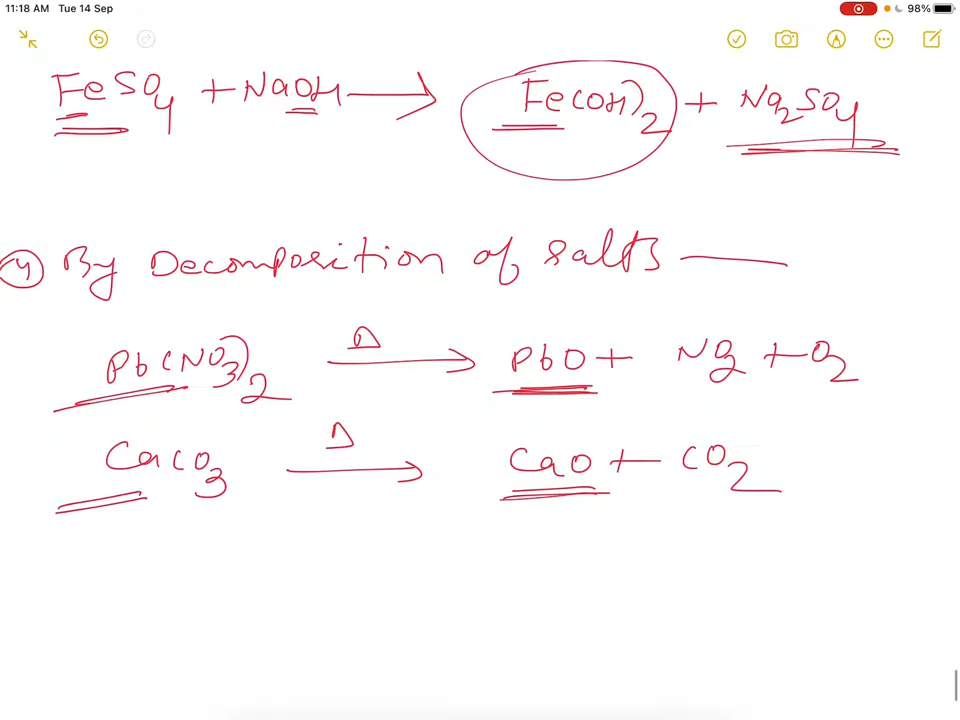 11:18 AM Tue 14 Sep 98%
FeSO4 + NaOH → Fe(OH)2 + Na2SO4
④ By Decomposition of salts —
Pb(NO3)2 Δ→ PbO + NO2 + O2
CaCO3 Δ→ CaO + CO2